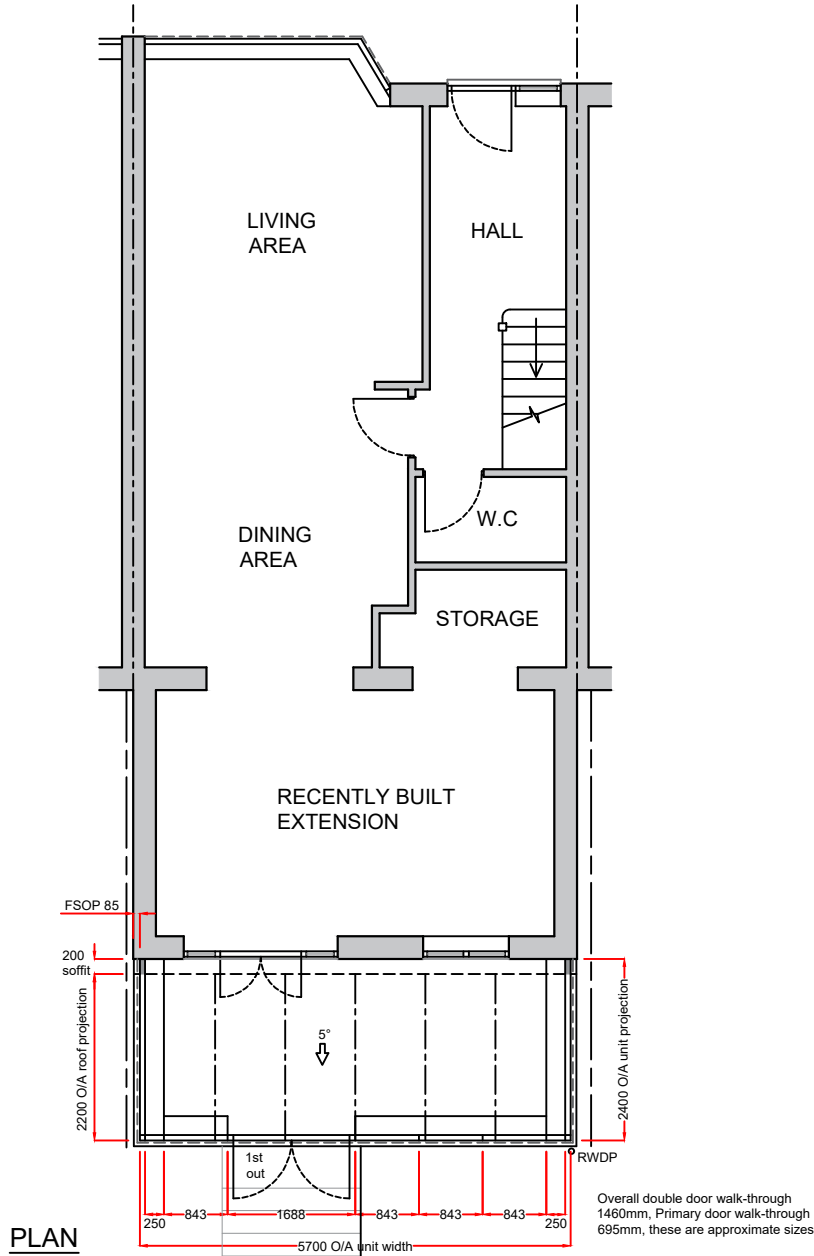 LIVING
AREA
HALL
DINING
AREA
W.C
STORAGE
RECENTLY BUILT
EXTENSION
FSOP 85
200
soffit
2200 O/A roof projection
5°
2400 O/A unit projection
1st
out
RWDP
250
843
1688
843
843
843
250
5700 O/A unit width
Overall double door walk-through
1460mm, Primary door walk-through
695mm, these are approximate sizes
PLAN